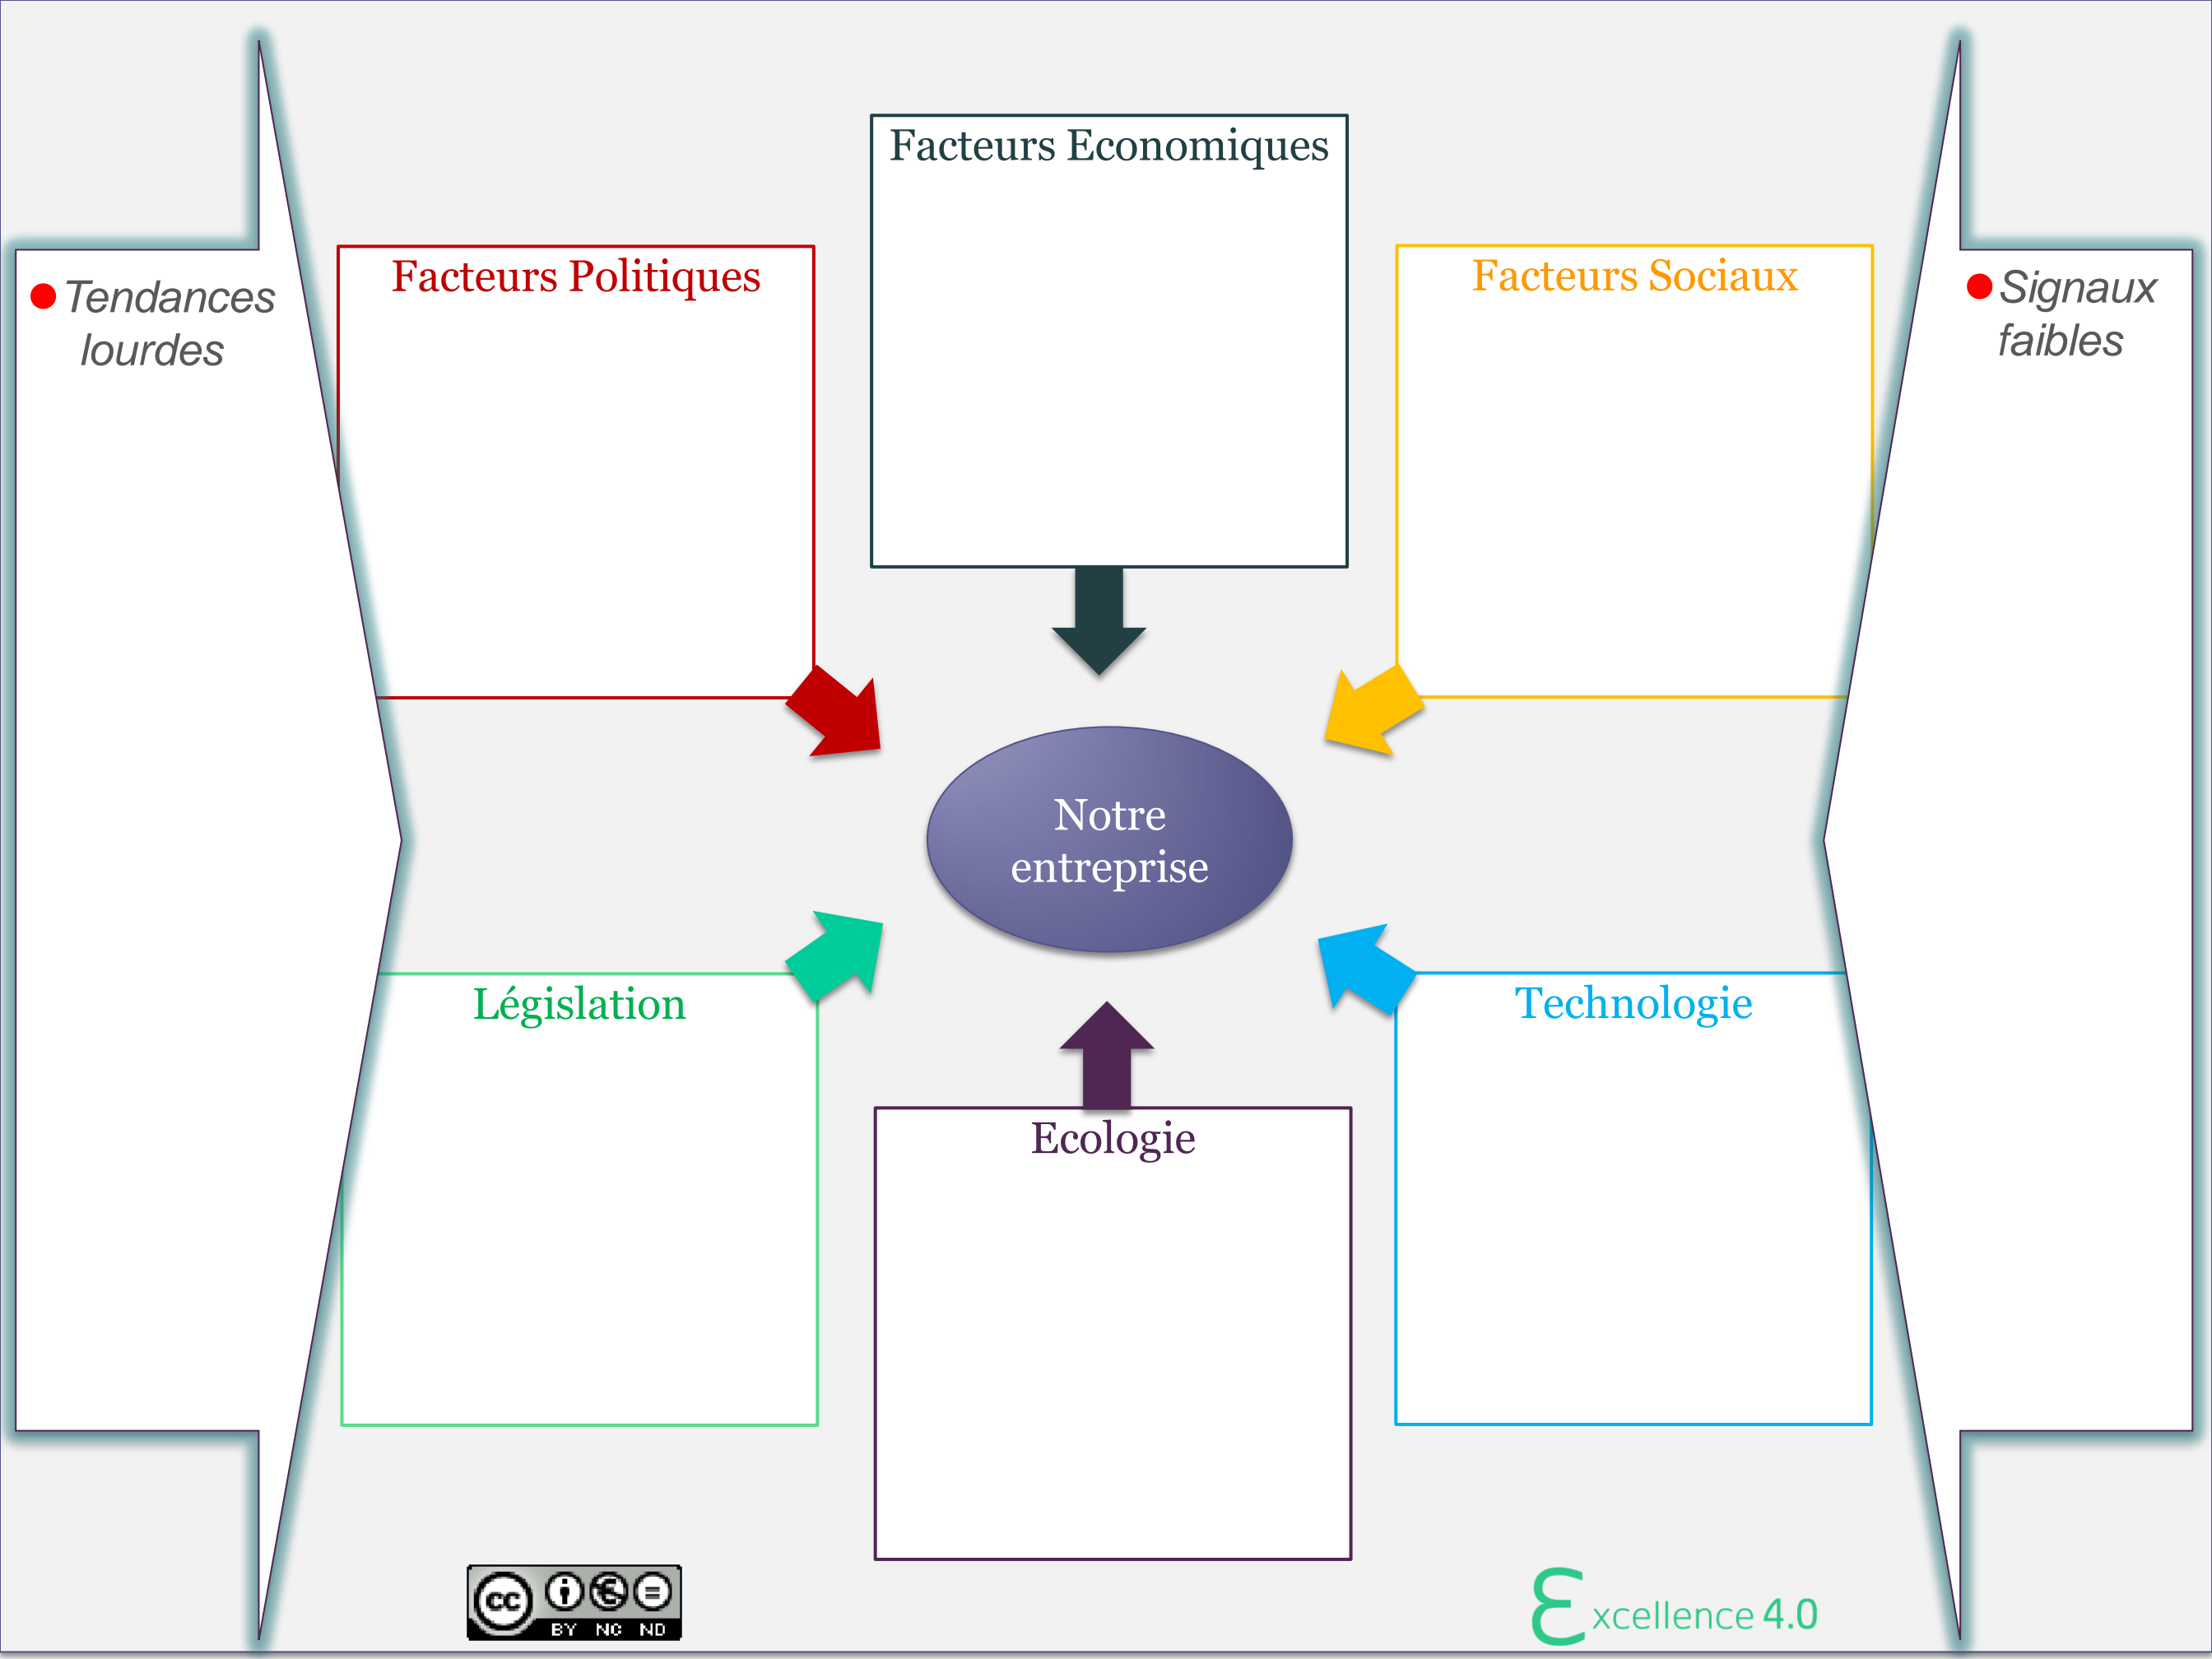 Facteurs Economiques
Facteurs Politiques
Facteurs Sociaux
Tendances
lourdes
Signaux
faibles
Notre
entreprise
Législation
Technologie
Ecologie
cc
BY NC ND
Excellence 4.0